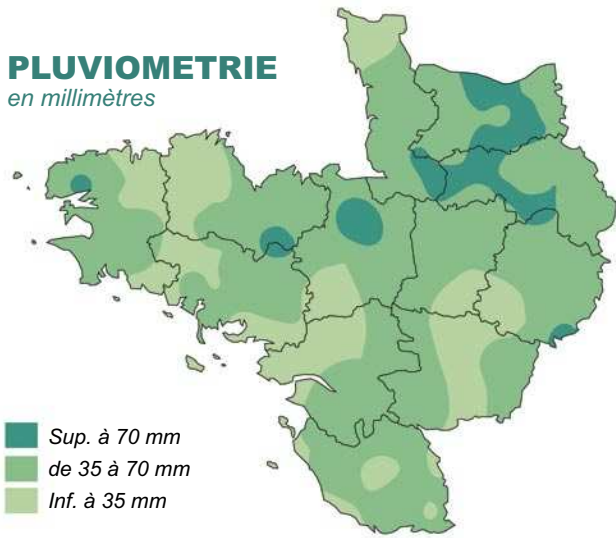 PLUVIOMETRIE
en millimètres
Sup. à 70 mm
de 35 à 70 mm
Inf. à 35 mm